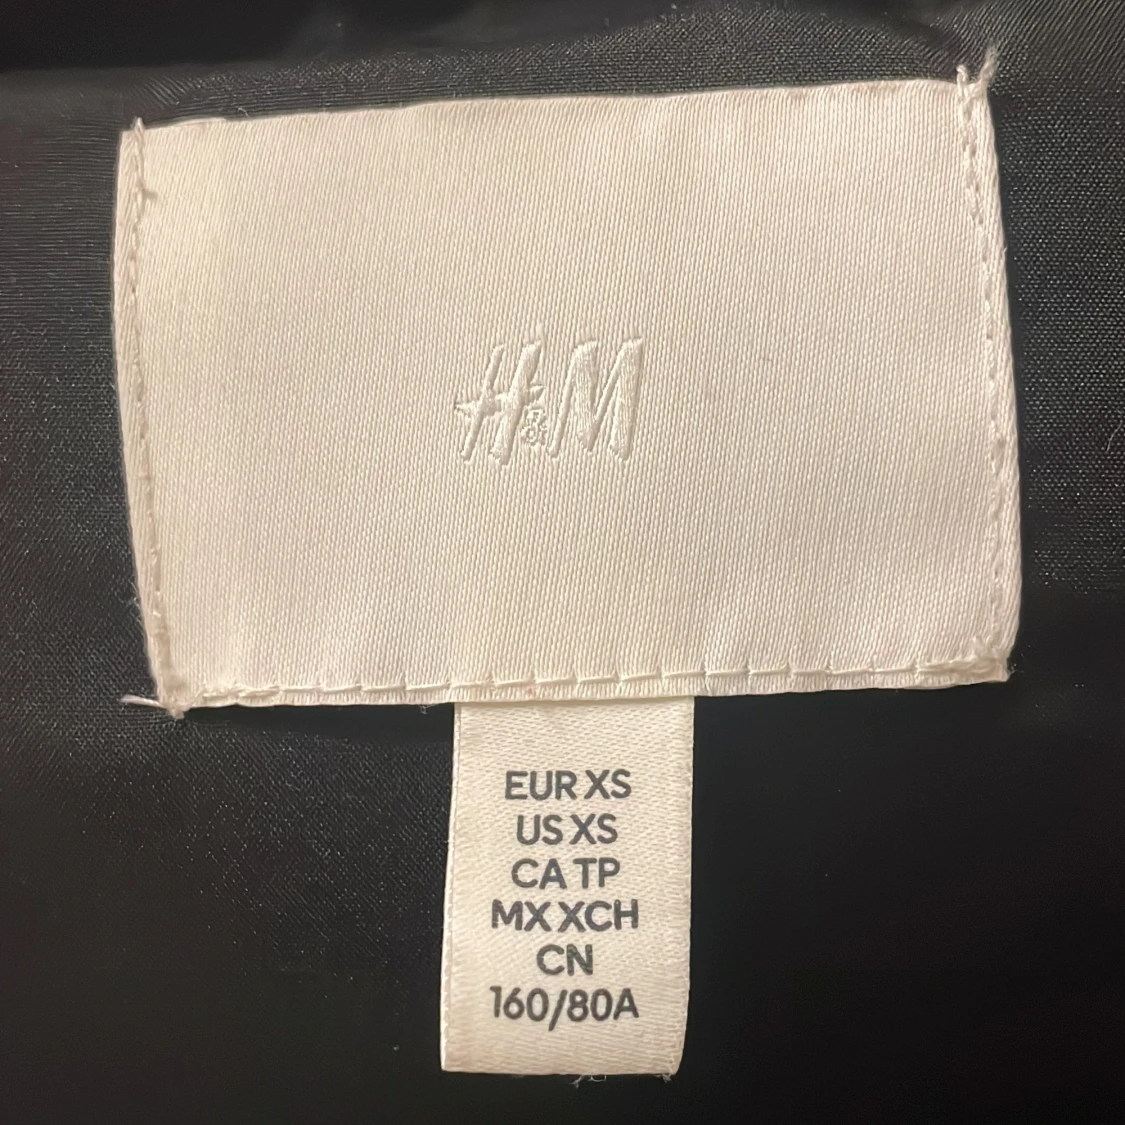 H&M
EUR XS
US XS
CA TP
MX XCH
CN
160/80A